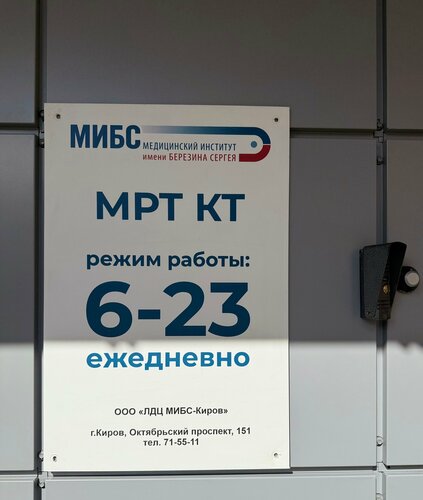 МИБС
МЕДИЦИНСКИЙ ИНСТИТУТ
имени БЕРЕЗИНА СЕРГЕЯ
МРТ КТ
режим работы:
6-23
ежедневно
ООО «ЛДЦ МИБС-Киров»
г.Киров, Октябрьский проспект, 151
тел. 71-55-11